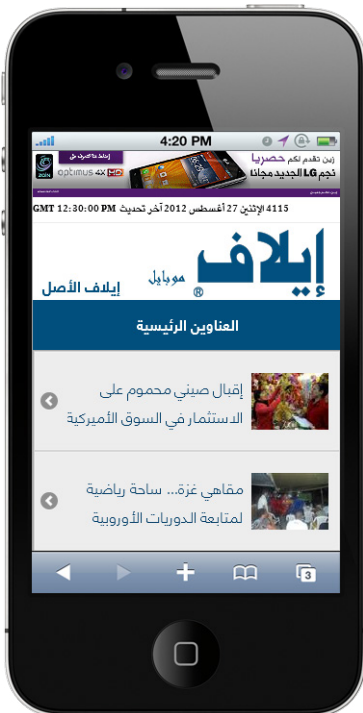 4:20 PM
زين تقدم لكم حصريا
نجم LG الجديد مجانا
optimus 4X HD
zain
4115 الإثنين 27 أغسطس 2012 آخر تحديث GMT 12:30:00 PM
إيلاف
®
موبايل
إيلاف الأصل
العناوين الرئيسية
إقبال صيني محموم على
الاستثمار في السوق الأميركية
مقاهي غزة... ساحة رياضية
لمتابعة الدوريات الأوروبية
3